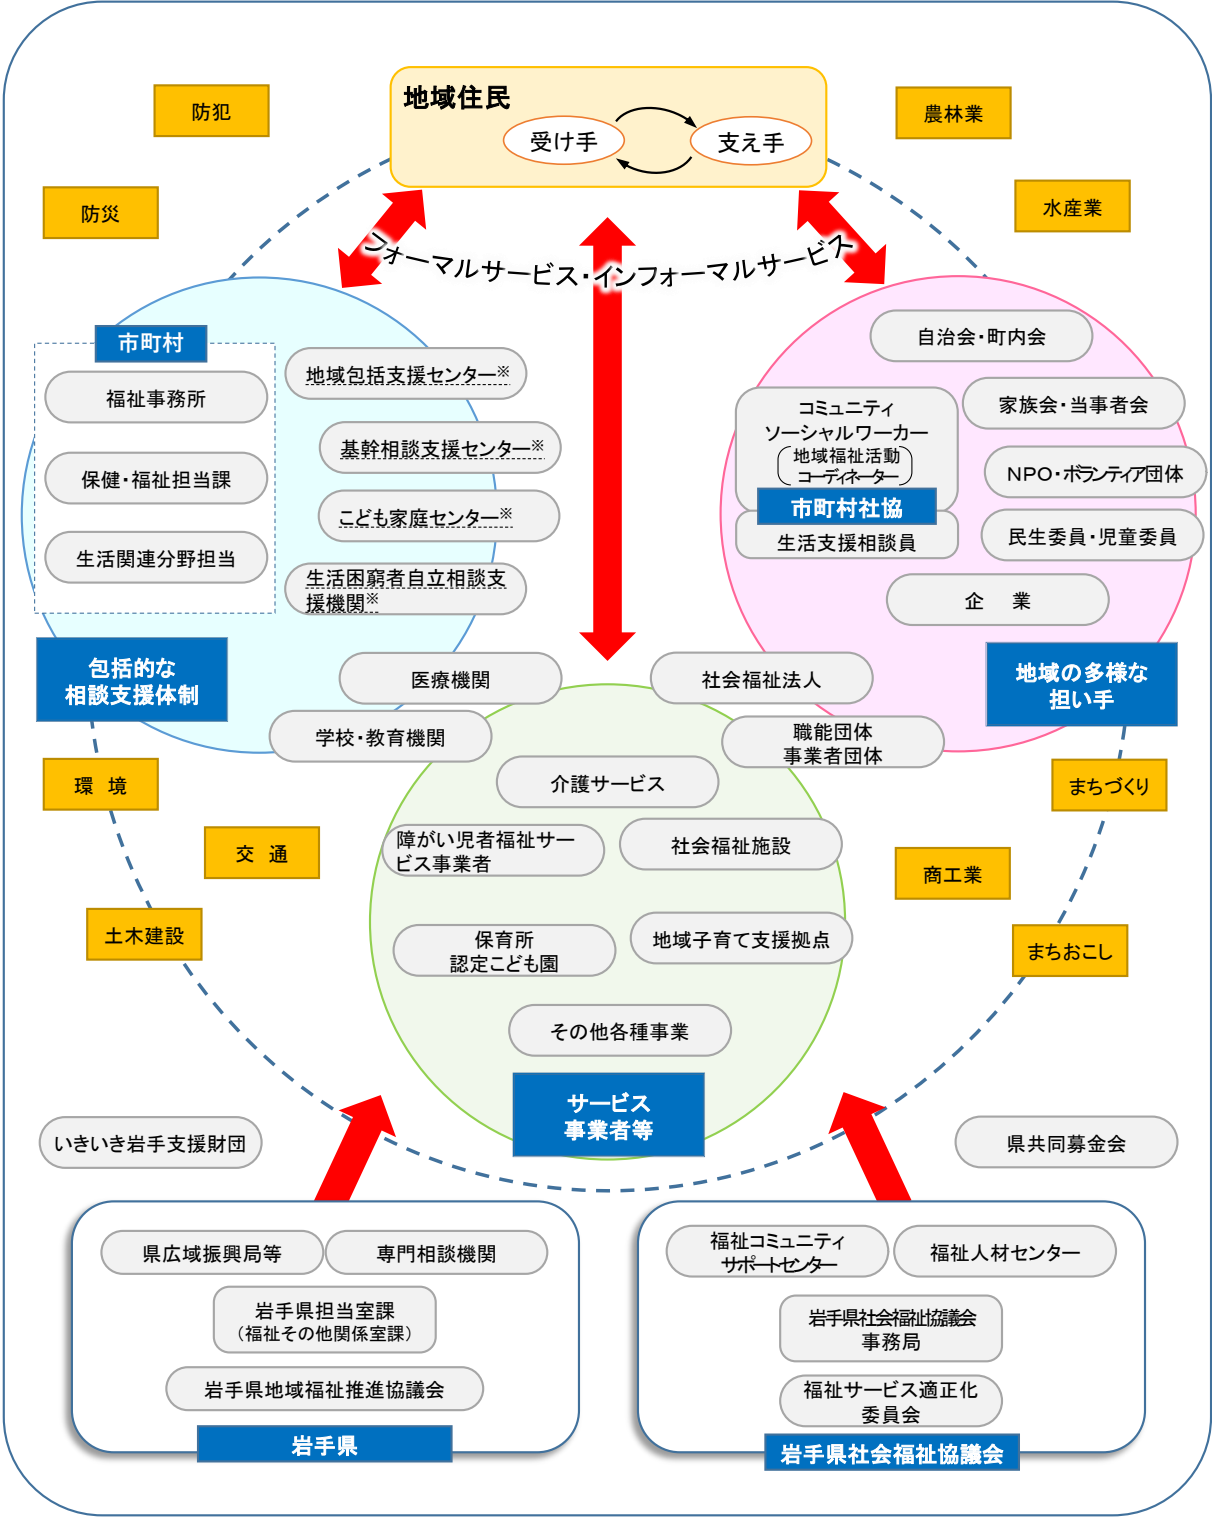 地域住民
受け手
支え手
防犯
防災
農林業
水産業
フォーマルサービス・インフォーマルサービス
市町村
福祉事務所
保健・福祉担当課
生活関連分野担当
地域包括支援センター※
基幹相談支援センター※
こども家庭センター※
生活困窮者自立相談支
援機関※
包括的な
相談支援体制
自治会・町内会
家族会・当事者会
コミュニティ
ソーシャルワーカー
(地域福祉活動
コーディネーター)
市町村社協
生活支援相談員
NPO・ボランティア団体
民生委員・児童委員
企　業
地域の多様な
担い手
医療機関
学校・教育機関
社会福祉法人
職能団体
事業者団体
介護サービス
障がい児者福祉サー
ビス事業者
社会福祉施設
保育所
認定こども園
地域子育て支援拠点
その他各種事業
サービス
事業者等
環　境
交　通
土木建設
まちづくり
商工業
まちおこし
いきいき岩手支援財団
県共同募金会
県広域振興局等
専門相談機関
岩手県担当室課
(福祉その他関係室課)
岩手県地域福祉推進協議会
岩手県
福祉コミュニティ
サポートセンター
福祉人材センター
岩手県社会福祉協議会
事務局
福祉サービス適正化
委員会
岩手県社会福祉協議会